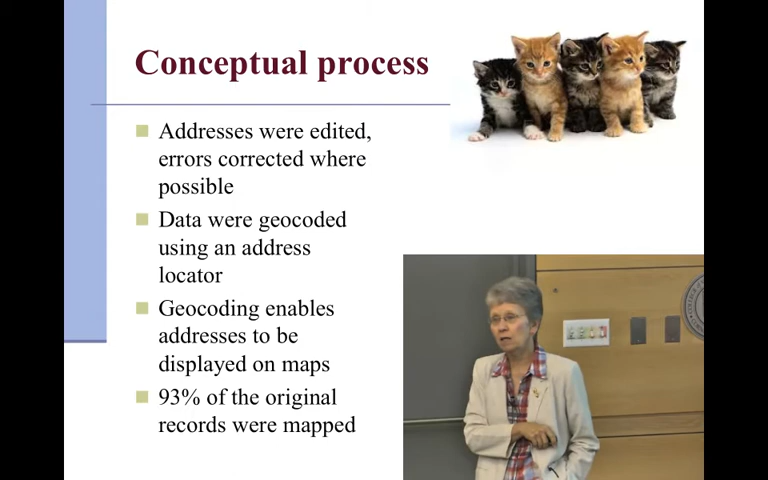 Conceptual process
Addresses were edited,
errors corrected where
possible
Data were geocoded
using an address
locator
Geocoding enables
addresses to be
displayed on maps
93% of the original
records were mapped